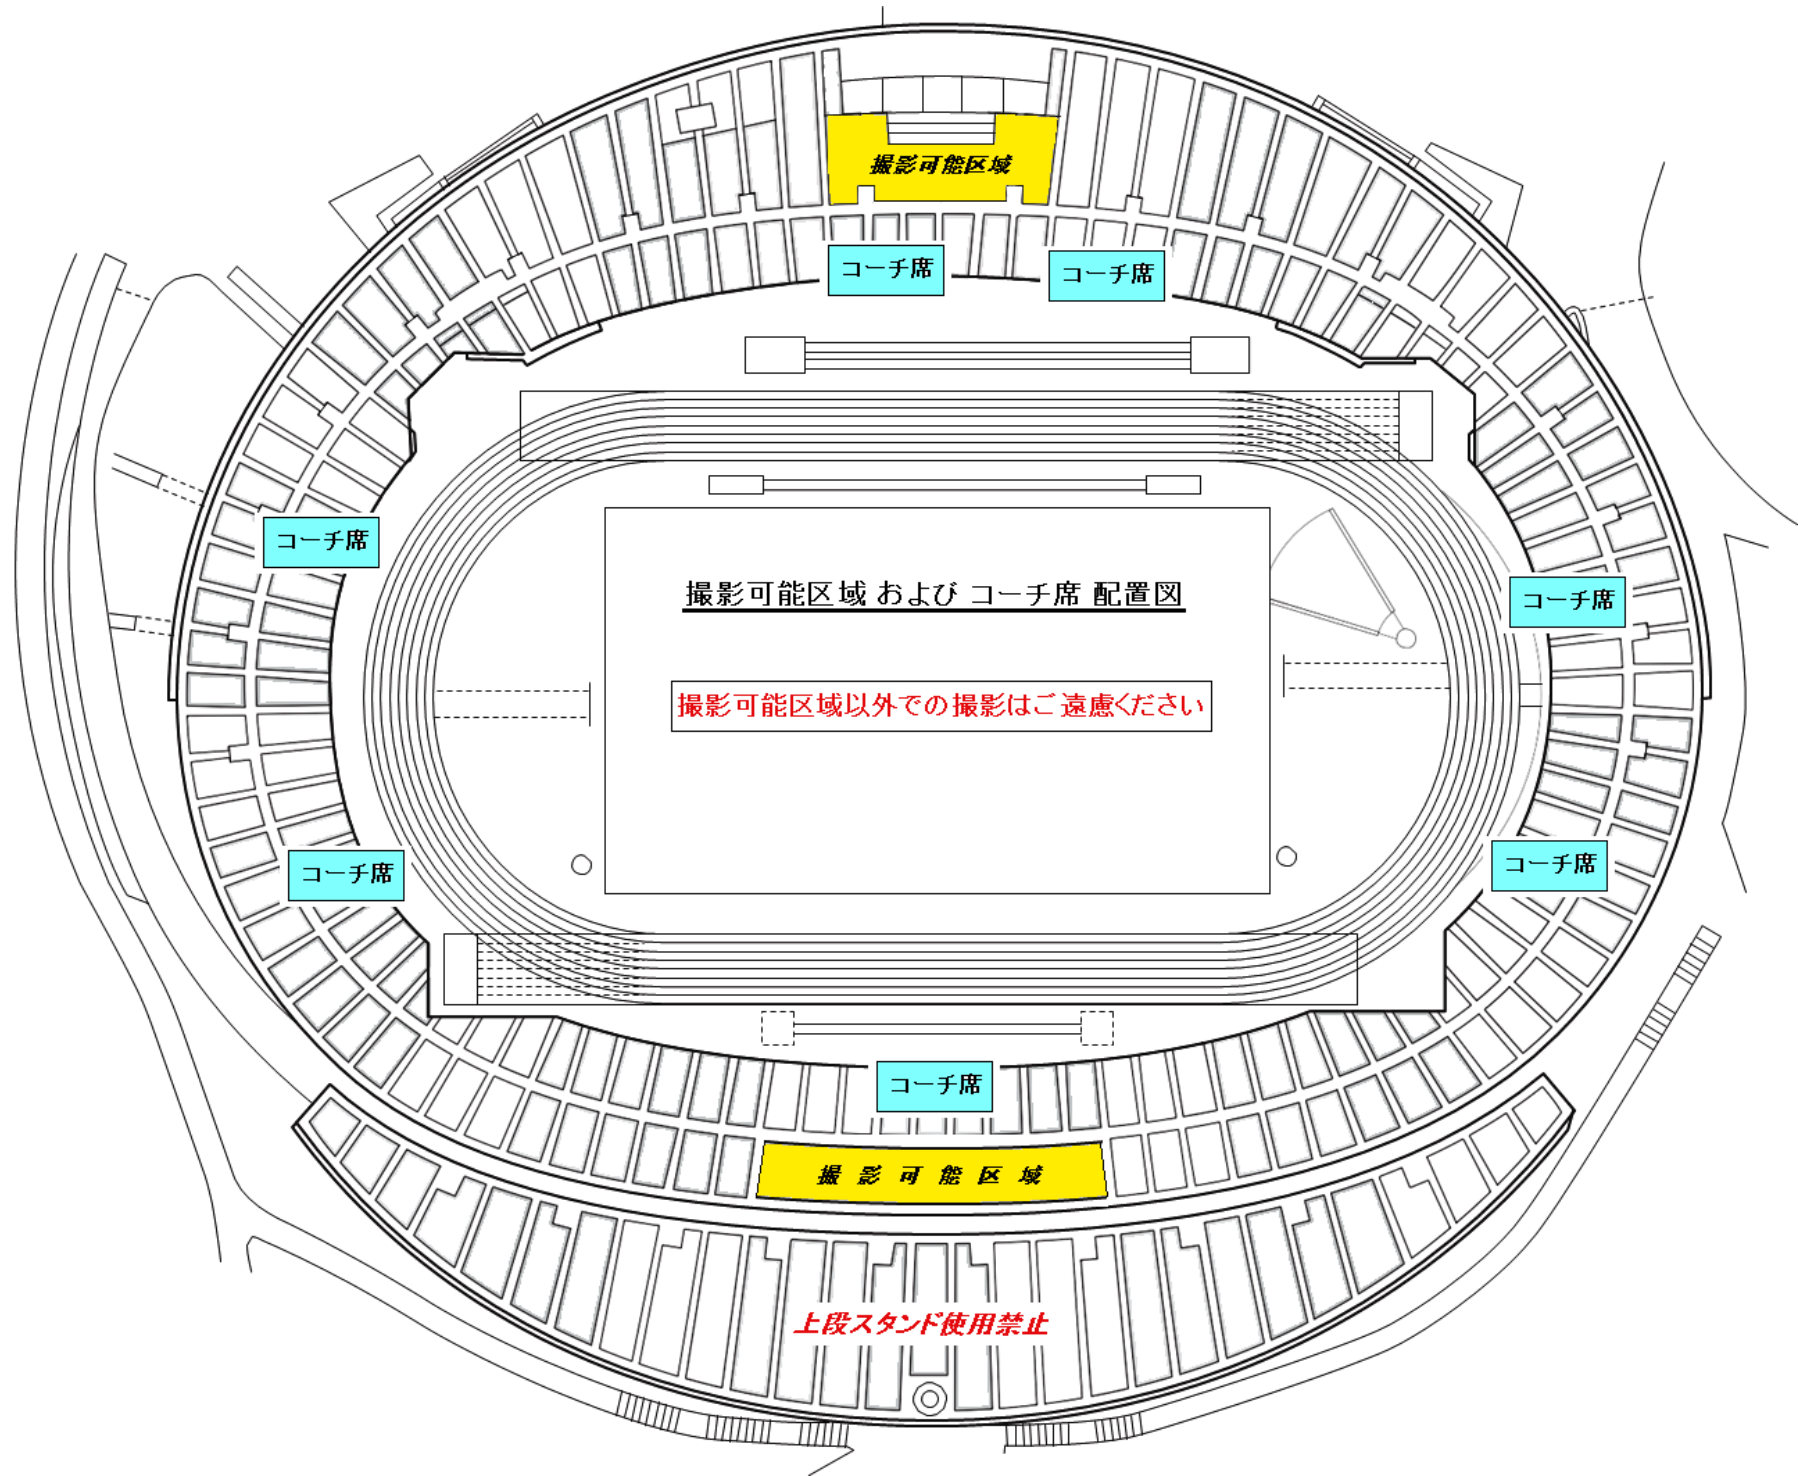 撮影可能区域
コーチ席
コーチ席
コーチ席
撮影可能区域 および コーチ席 配置図
コーチ席
撮影可能区域以外での撮影はご遠慮ください
コーチ席
コーチ席
コーチ席
撮影可能区域
上段スタンド使用禁止